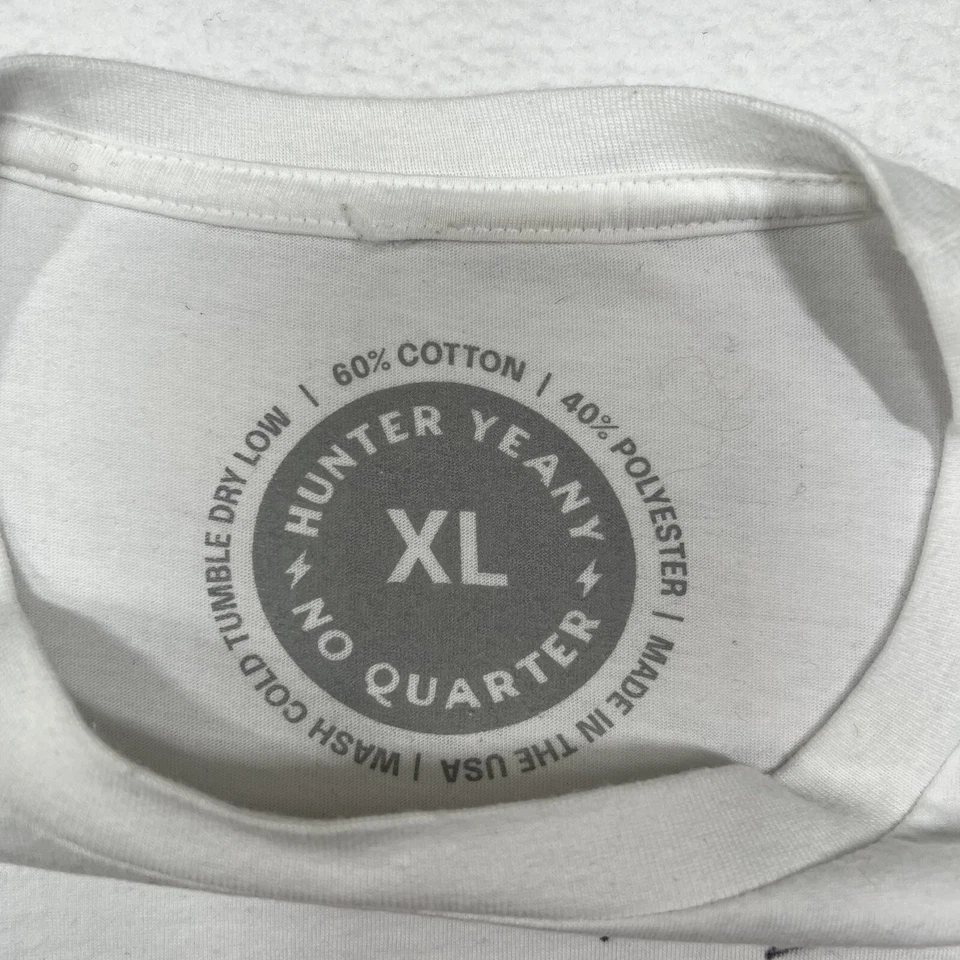 60% COTTON | 40% POLYESTER | MADE IN THE USA | WASH COLD TUMBLE DRY LOW |
HUNTER YEANY
XL
NO QUARTER